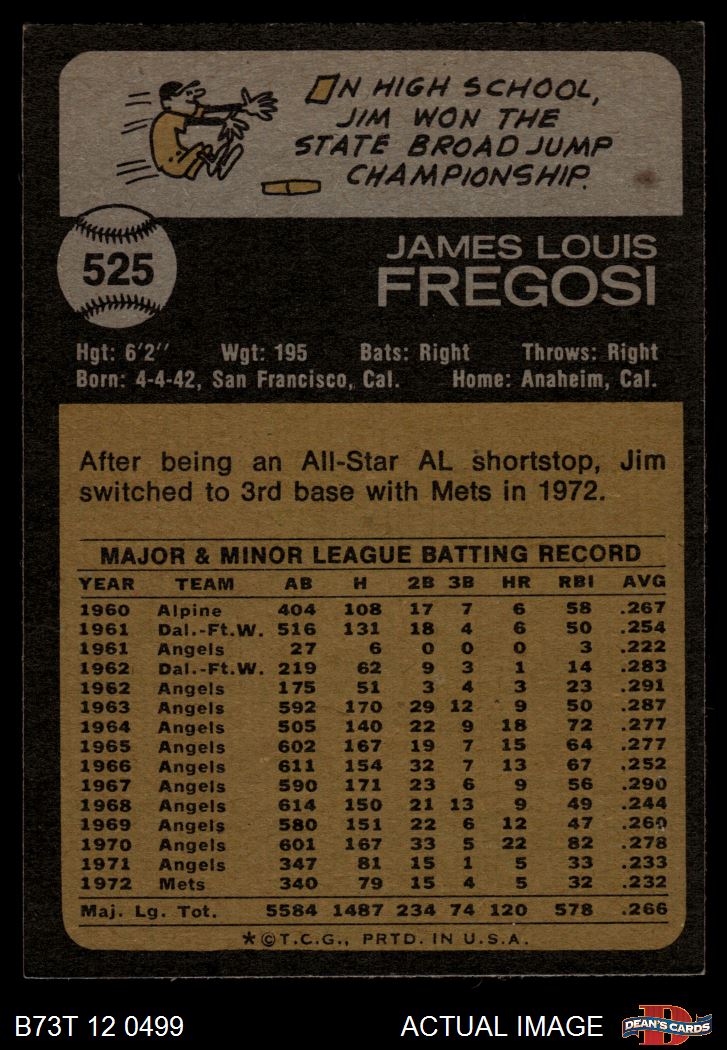 IN HIGH SCHOOL,
JIM WON THE
STATE BROAD JUMP
CHAMPIONSHIP.
525
JAMES LOUIS
FREGOSI
Hgt: 6'2" Wgt: 195 Bats: Right Throws: Right
Born: 4-4-42, San Francisco, Cal. Home: Anaheim, Cal.
After being an All-Star AL shortstop, Jim
switched to 3rd base with Mets in 1972.
MAJOR & MINOR LEAGUE BATTING RECORD
YEAR TEAM AB H 2B 3B HR RBI AVG
1960 Alpine 404 108 17 7 6 58 .267
1961 Dal.-Ft.W. 516 131 18 4 6 50 .254
1961 Angels 27 6 0 0 0 3 .222
1962 Dal.-Ft.W. 219 62 9 3 1 14 .283
1962 Angels 175 51 3 4 3 23 .291
1963 Angels 592 170 29 12 9 50 .287
1964 Angels 505 140 22 9 18 72 .277
1965 Angels 602 167 19 7 15 64 .277
1966 Angels 611 154 32 7 13 67 .252
1967 Angels 590 171 23 6 9 56 .290
1968 Angels 614 150 21 13 9 49 .244
1969 Angels 580 151 22 6 12 47 .260
1970 Angels 601 167 33 5 22 82 .278
1971 Angels 347 81 15 1 5 33 .233
1972 Mets 340 79 15 4 5 32 .232
Maj. Lg. Tot. 5584 1487 234 74 120 578 .266
*©T.C.G., PRTD. IN U.S.A.
B73T 12 0499 ACTUAL IMAGE D DEAN'S CARDS